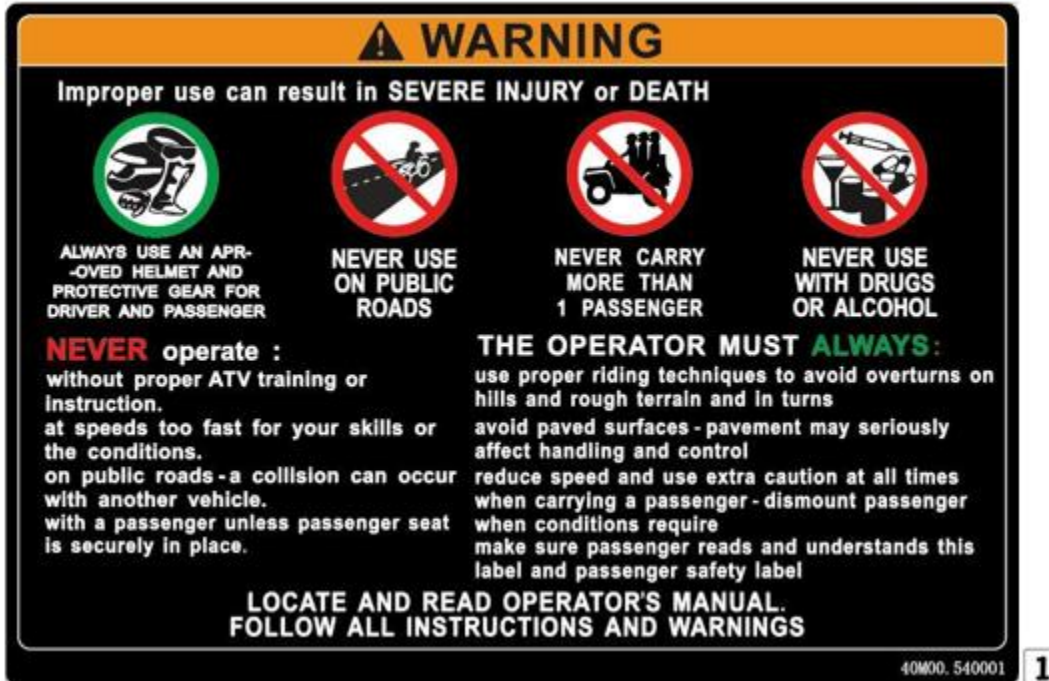 WARNING
Improper use can result in SEVERE INJURY or DEATH
ALWAYS USE AN APR-
-OVED HELMET AND
PROTECTIVE GEAR FOR
DRIVER AND PASSENGER
NEVER USE
ON PUBLIC
ROADS
NEVER CARRY
MORE THAN
1 PASSENGER
NEVER USE
WITH DRUGS
OR ALCOHOL
NEVER operate :
without proper ATV training or
instruction.
at speeds too fast for your skills or
the conditions.
on public roads - a collision can occur
with another vehicle.
with a passenger unless passenger seat
is securely in place.
THE OPERATOR MUST ALWAYS:
use proper riding techniques to avoid overturns on
hills and rough terrain and in turns
avoid paved surfaces - pavement may seriously
affect handling and control
reduce speed and use extra caution at all times
when carrying a passenger - dismount passenger
when conditions require
make sure passenger reads and understands this
label and passenger safety label
LOCATE AND READ OPERATOR'S MANUAL.
FOLLOW ALL INSTRUCTIONS AND WARNINGS
40M00.540001
1